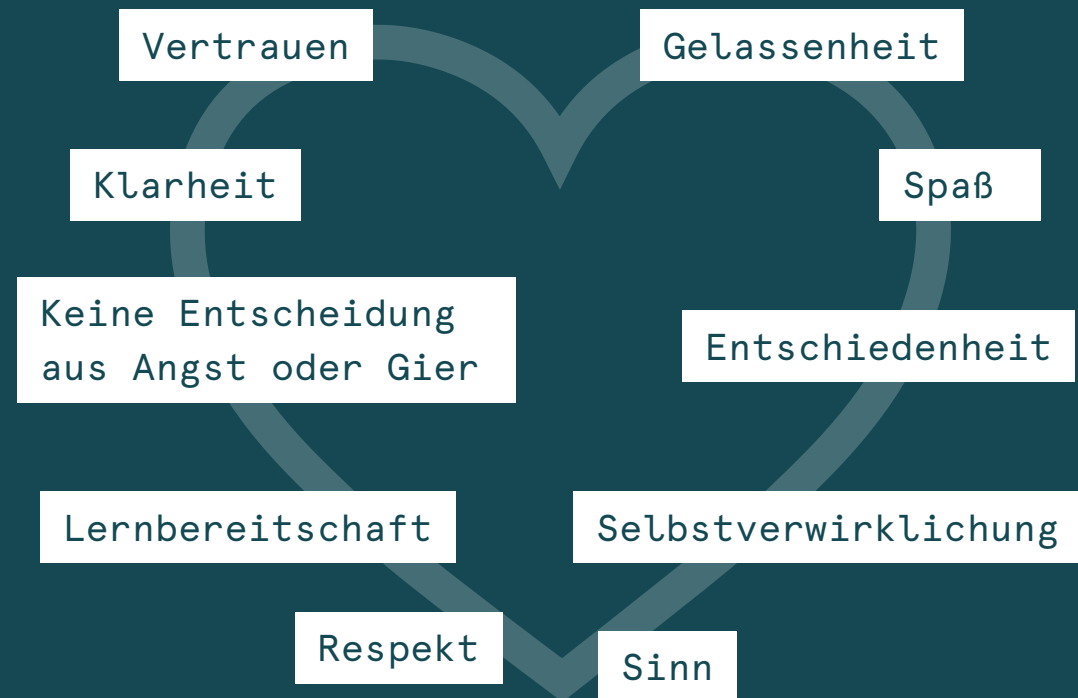 Vertrauen
Gelassenheit
Klarheit
Spaß
Keine Entscheidung
aus Angst oder Gier
Entschiedenheit
Lernbereitschaft
Selbstverwirklichung
Respekt
Sinn